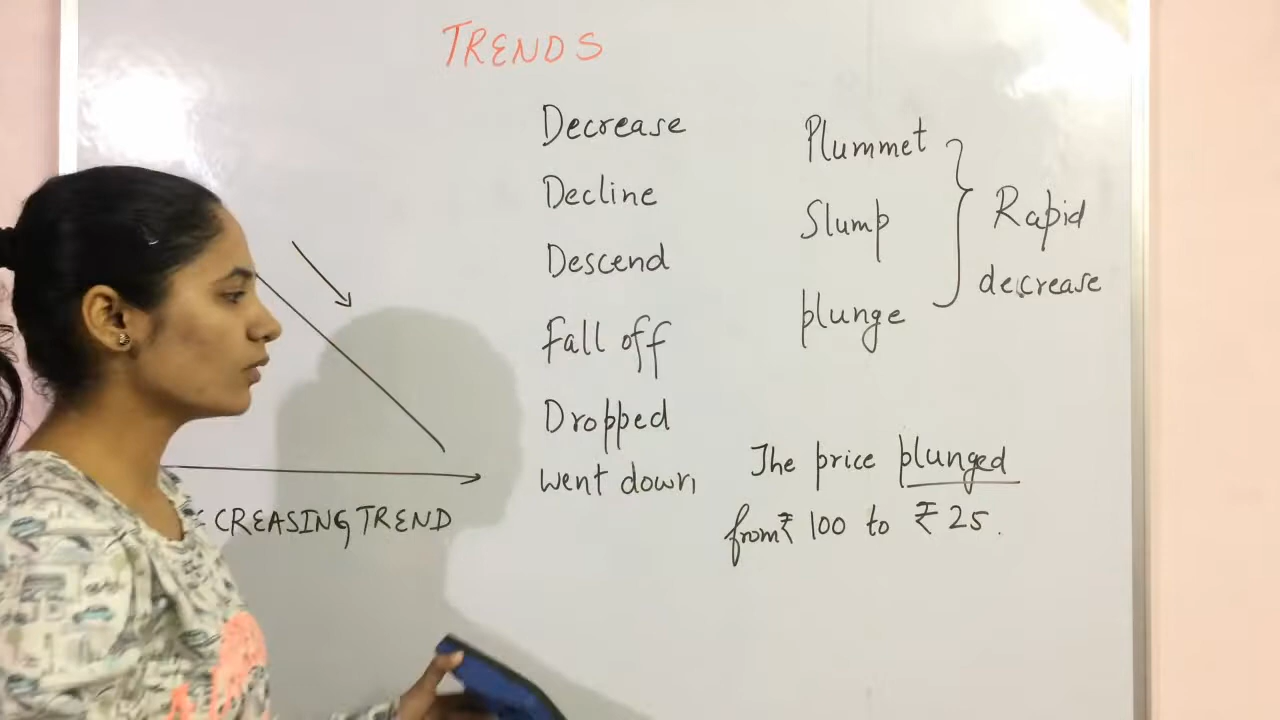 TRENDS
Decrease
Decline
Descend
Fall off
Dropped
went down
Plummet
Slump
plunge
Rapid
decrease
The price plunged
from ₹ 100 to ₹ 25.
ECREASING TREND